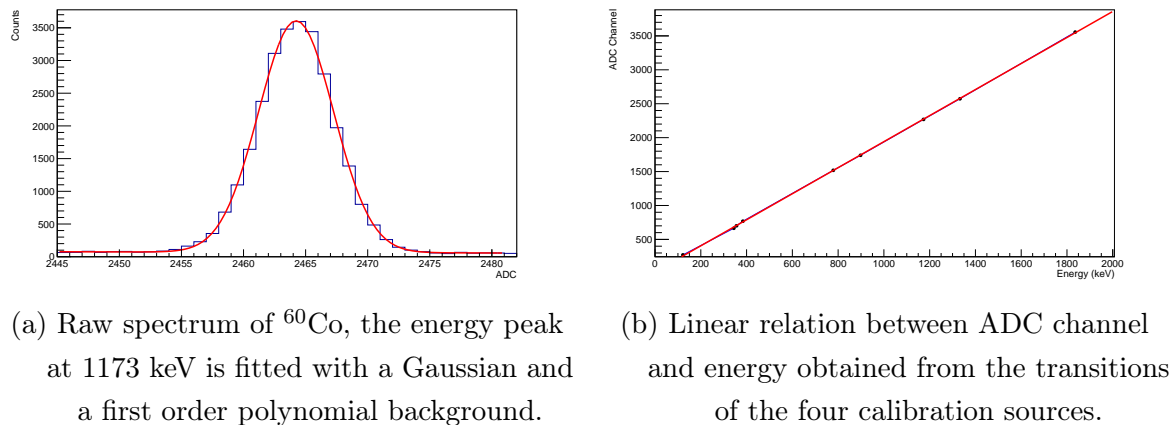 Counts
3500
3000
2500
2000
1500
1000
500
0
2445 2450 2455 2460 2465 2470 2475 2480
ADC
ADC Channel
3500
3000
2500
2000
1500
1000
500
0 200 400 600 800 1000 1200 1400 1600 1800 2000
Energy (keV)
(a) Raw spectrum of ⁶⁰Co, the energy peak
at 1173 keV is fitted with a Gaussian and
a first order polynomial background.
(b) Linear relation between ADC channel
and energy obtained from the transitions
of the four calibration sources.